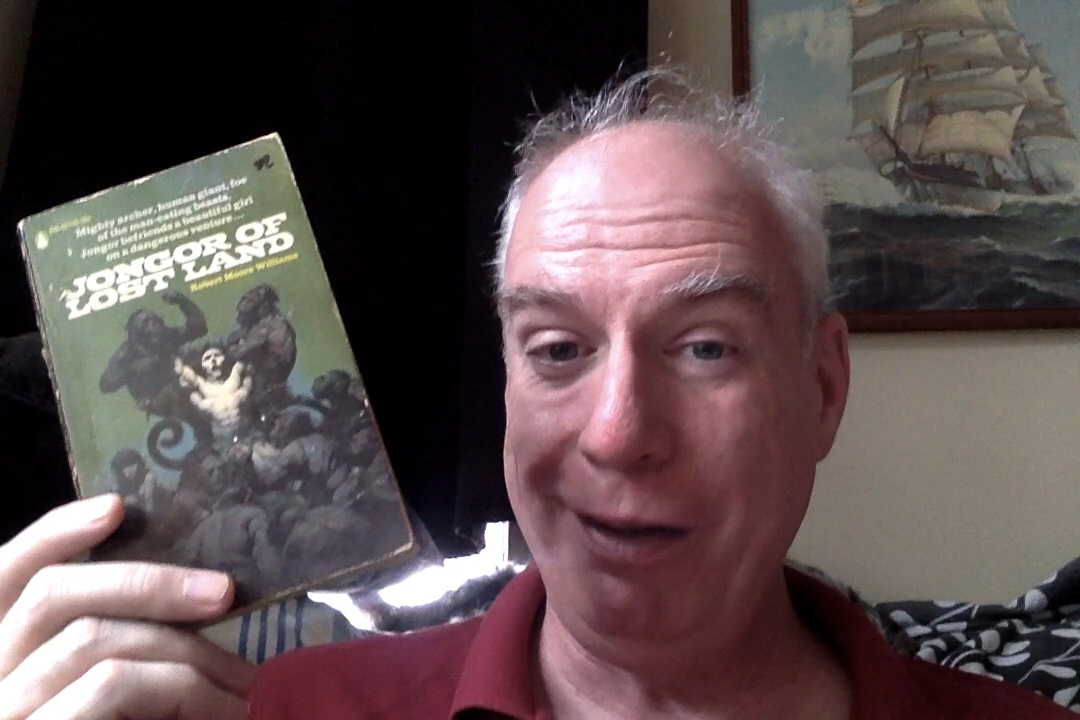 Mighty archer, human giant, foe
of the man-eating beasts,
Jongor befriends a beautiful girl
on a dangerous venture...
JONGOR OF
LOST LAND
Robert Moore Williams